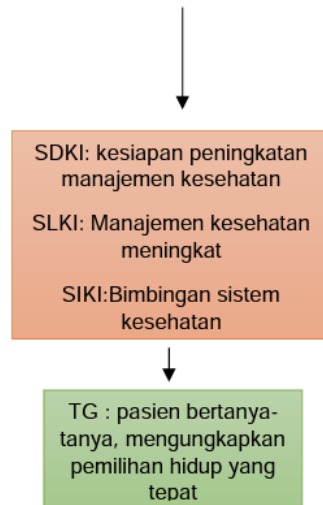 SDKI: kesiapan peningkatan
manajemen kesehatan
SLKI: Manajemen kesehatan
meningkat
SIKI:Bimbingan sistem
kesehatan
TG : pasien bertanya-
tanya, mengungkapkan
pemilihan hidup yang
tepat